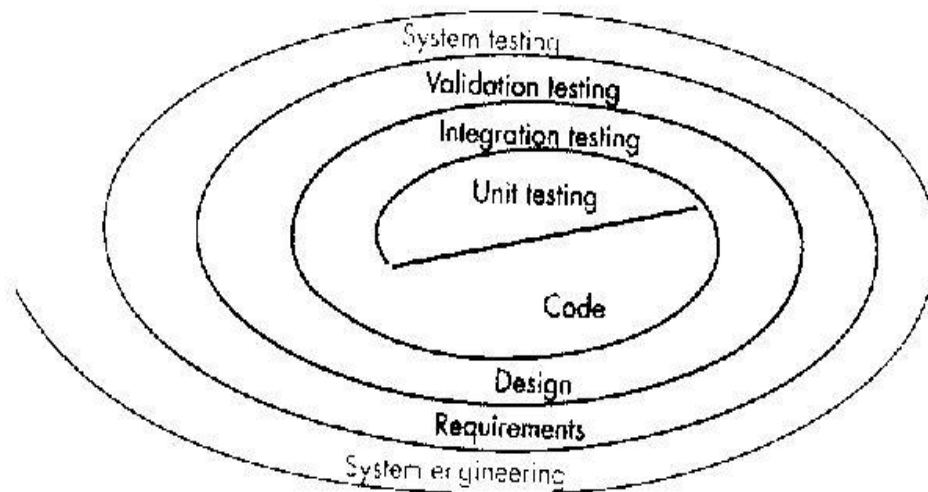 System testing
Validation testing
Integration testing
Unit testing
Code
Design
Requirements
System engineering